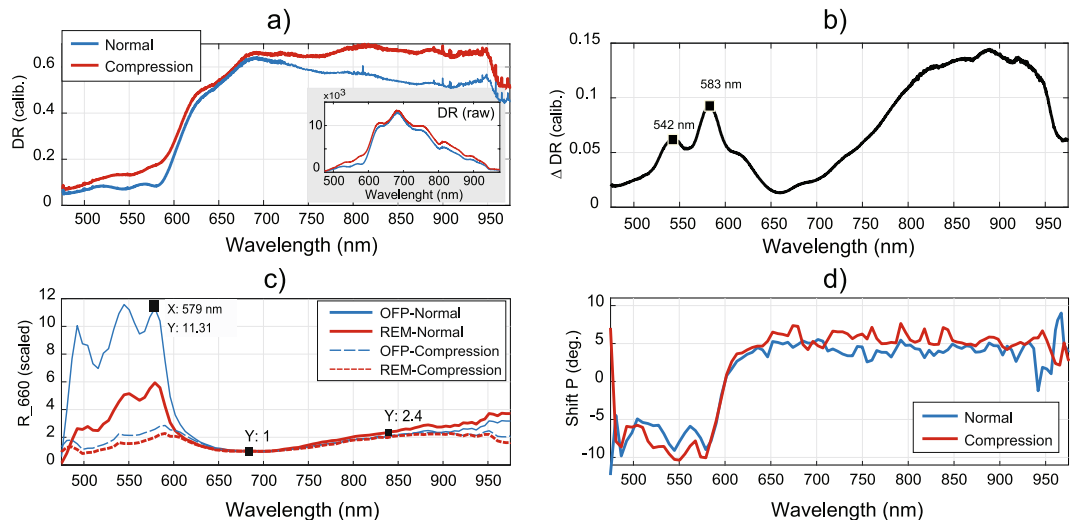 a)
Normal
Compression
DR (calib.)
0.6
0.4
0.2
0
500 550 600 650 700 750 800 850 900 950
Wavelength (nm)
x10³
DR (raw)
10
0
500 600 700 800 900
Wavelenght (nm)
b)
Δ DR (calib.)
0.15
0.10
0.05
0
542 nm
583 nm
500 550 600 650 700 750 800 850 900 950
Wavelength (nm)
c)
R_660 (scaled)
12
10
8
6
4
2
0
X: 579 nm
Y: 11.31
Y: 1
Y: 2.4
OFP-Normal
REM-Normal
OFP-Compression
REM-Compression
500 550 600 650 700 750 800 850 900 950
Wavelength (nm)
d)
Shift P (deg.)
10
5
0
-5
-10
Normal
Compression
500 550 600 650 700 750 800 850 900 950
Wavelength (nm)